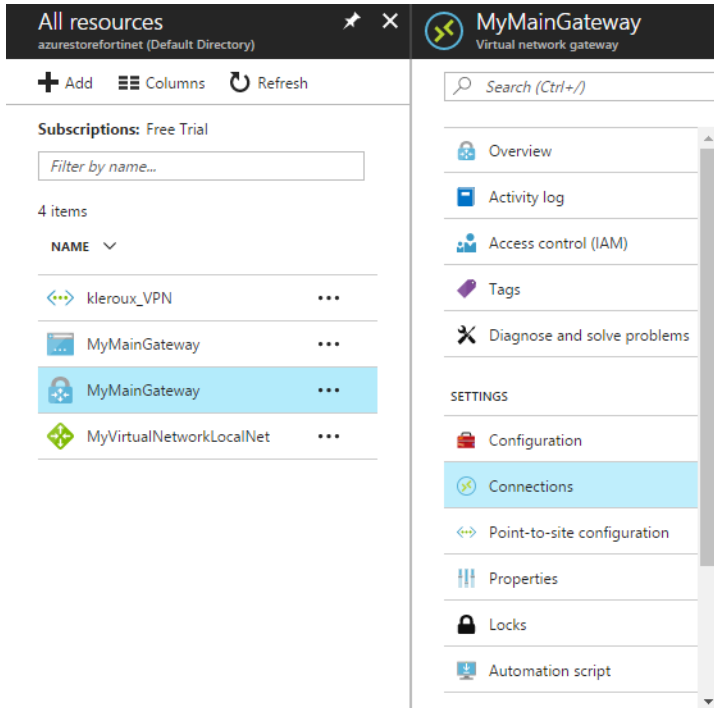 All resources
azurestorefortinet (Default Directory)
Add Columns Refresh
Subscriptions: Free Trial
Filter by name...
4 items
NAME
kleroux_VPN
MyMainGateway
MyMainGateway
MyVirtualNetworkLocalNet
MyMainGateway
Virtual network gateway
Search (Ctrl+/)
Overview
Activity log
Access control (IAM)
Tags
Diagnose and solve problems
SETTINGS
Configuration
Connections
Point-to-site configuration
Properties
Locks
Automation script